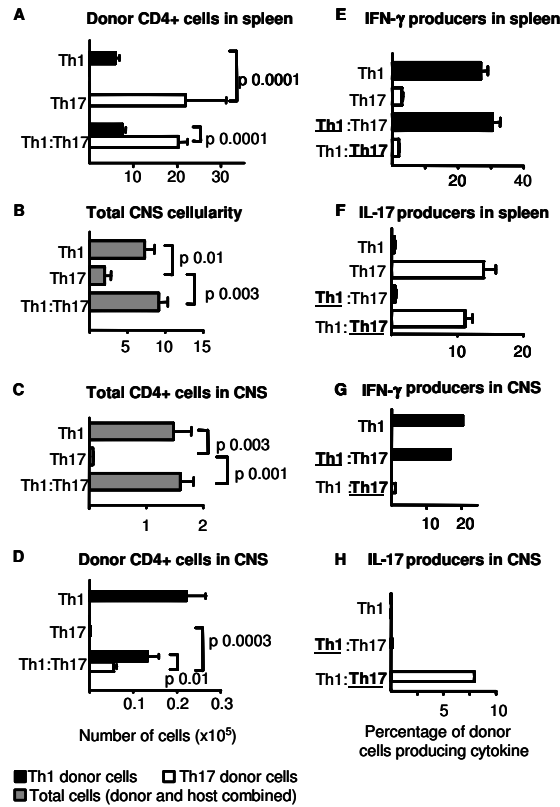 A Donor CD4+ cells in spleen
Th1
Th17
Th1:Th17
p 0.0001
p 0.0001
10 20 30
B Total CNS cellularity
Th1
Th17
Th1:Th17
p 0.01
p 0.003
5 10 15
C Total CD4+ cells in CNS
Th1
Th17
Th1:Th17
p 0.003
p 0.001
1 2
D Donor CD4+ cells in CNS
Th1
Th17
Th1:Th17
p 0.0003
p 0.01
0.1 0.2 0.3
Number of cells (x10⁵)
E IFN-γ producers in spleen
Th1
Th17
Th1:Th17
Th1:Th17
20 40
F IL-17 producers in spleen
Th1
Th17
Th1:Th17
Th1:Th17
10 20
G IFN-γ producers in CNS
Th1
Th1:Th17
Th1:Th17
10 20
H IL-17 producers in CNS
Th1
Th1:Th17
Th1:Th17
5 10
Percentage of donor
cells producing cytokine
Th1 donor cells Th17 donor cells
Total cells (donor and host combined)